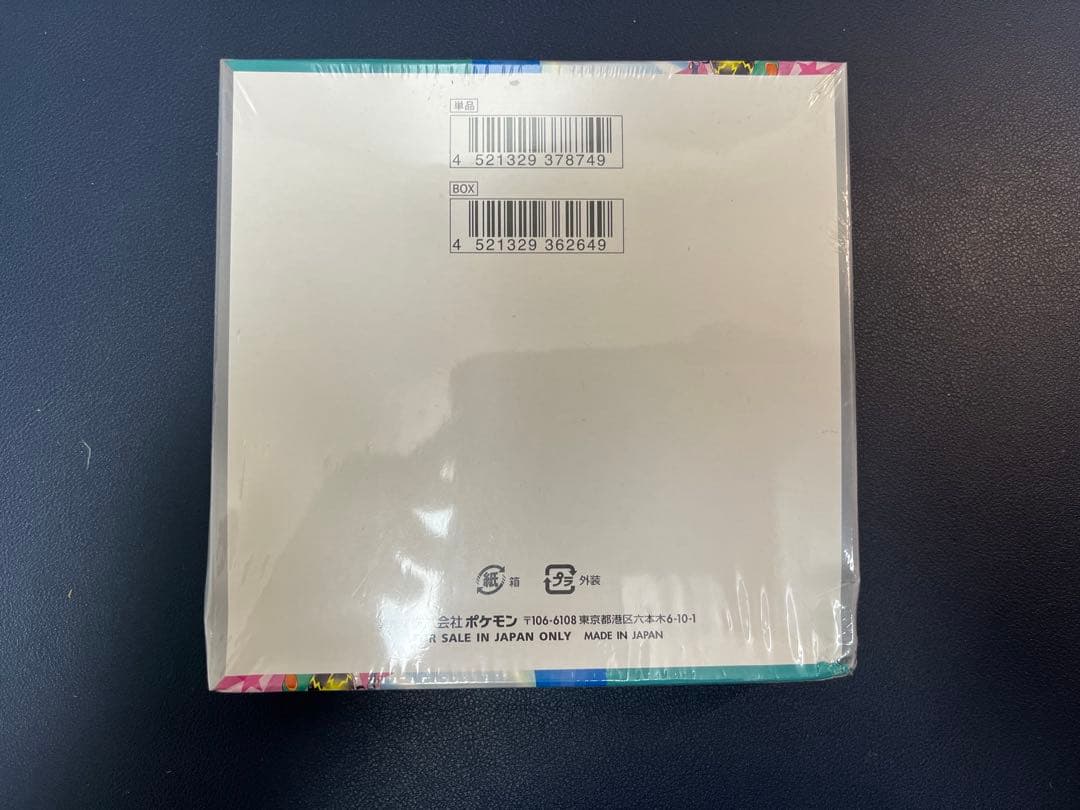 単品
4 521329 378749
BOX
4 521329 362649
紙 箱 プラ 外装
会社ポケモン 〒106-6108 東京都港区六本木6-10-1
R SALE IN JAPAN ONLY MADE IN JAPAN